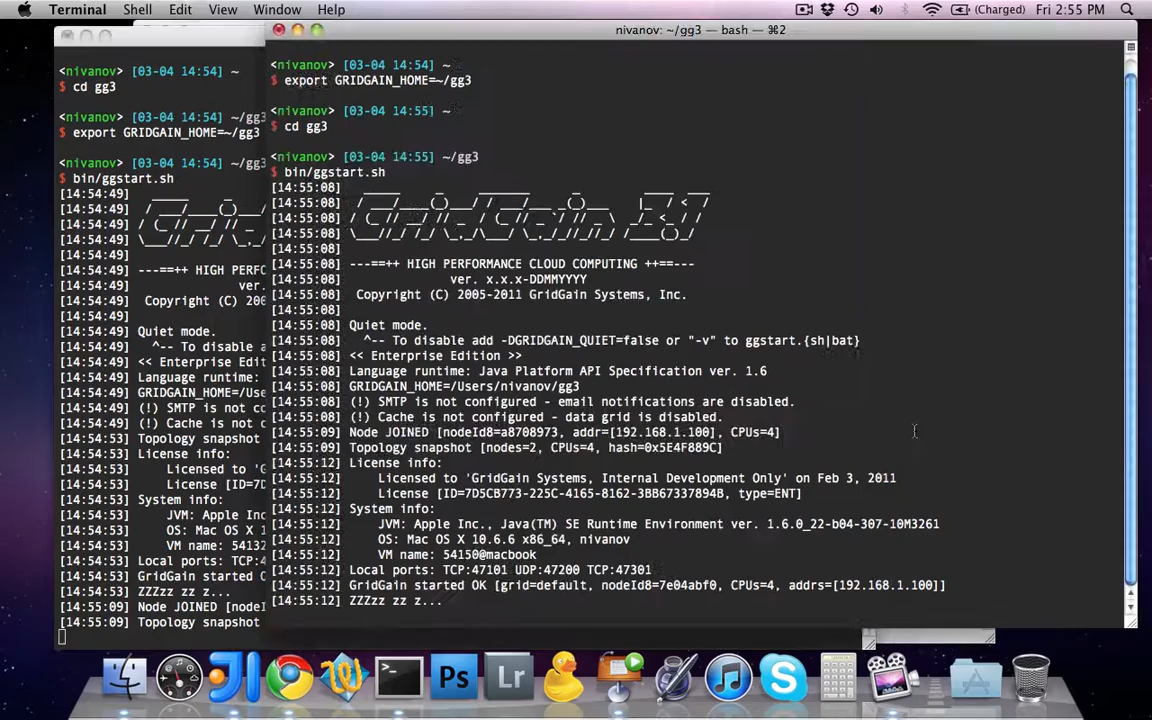 Terminal Shell Edit View Window Help
(Charged) Fri 2:55 PM
nivanov: ~/gg3 — bash — ⌘2
<nivanov> [03-04 14:54] ~
$ cd gg3
<nivanov> [03-04 14:54] ~/gg3
$ export GRIDGAIN_HOME=~/gg3
<nivanov> [03-04 14:54] ~/gg3
$ bin/ggstart.sh
[14:54:49]
[14:54:49]
[14:54:49]
[14:54:49]
[14:54:49]
[14:54:49] ---==++ HIGH PERF
[14:54:49] ver.
[14:54:49] Copyright (C) 200
[14:54:49]
[14:54:49] Quiet mode.
[14:54:49] ^-- To disable a
[14:54:49] << Enterprise Edition
[14:54:49] Language runtime:
[14:54:49] GRIDGAIN_HOME=/Use
[14:54:49] (!) SMTP is not co
[14:54:49] (!) Cache is not c
[14:54:53] Topology snapshot
[14:54:53] License info:
[14:54:53] Licensed to 'G
[14:54:53] License [ID=7D
[14:54:53] System info:
[14:54:53] JVM: Apple Inc
[14:54:53] OS: Mac OS X 1
[14:54:53] VM name: 54132
[14:54:53] Local ports: TCP:4
[14:54:53] GridGain started O
[14:54:53] ZZZzz zz z...
[14:55:09] Node JOINED [nodeI
[14:55:09] Topology snapshot
<nivanov> [03-04 14:54] ~
$ export GRIDGAIN_HOME=~/gg3
<nivanov> [03-04 14:55] ~
$ cd gg3
<nivanov> [03-04 14:55] ~/gg3
$ bin/ggstart.sh
[14:55:08]
[14:55:08]
[14:55:08]
[14:55:08]
[14:55:08]
[14:55:08] ---==++ HIGH PERFORMANCE CLOUD COMPUTING ++==---
[14:55:08] ver. x.x.x-DDMMYYYY
[14:55:08] Copyright (C) 2005-2011 GridGain Systems, Inc.
[14:55:08]
[14:55:08] Quiet mode.
[14:55:08] ^-- To disable add -DGRIDGAIN_QUIET=false or "-v" to ggstart.{sh|bat}
[14:55:08] << Enterprise Edition >>
[14:55:08] Language runtime: Java Platform API Specification ver. 1.6
[14:55:08] GRIDGAIN_HOME=/Users/nivanov/gg3
[14:55:08] (!) SMTP is not configured - email notifications are disabled.
[14:55:08] (!) Cache is not configured - data grid is disabled.
[14:55:09] Node JOINED [nodeId8=a8708973, addr=[192.168.1.100], CPUs=4]
[14:55:09] Topology snapshot [nodes=2, CPUs=4, hash=0x5E4F889C]
[14:55:12] License info:
[14:55:12] Licensed to 'GridGain Systems, Internal Development Only' on Feb 3, 2011
[14:55:12] License [ID=7D5CB773-225C-4165-8162-3BB67337894B, type=ENT]
[14:55:12] System info:
[14:55:12] JVM: Apple Inc., Java(TM) SE Runtime Environment ver. 1.6.0_22-b04-307-10M3261
[14:55:12] OS: Mac OS X 10.6.6 x86_64, nivanov
[14:55:12] VM name: 54150@macbook
[14:55:12] Local ports: TCP:47101 UDP:47200 TCP:47301
[14:55:12] GridGain started OK [grid=default, nodeId8=7e04abf0, CPUs=4, addrs=[192.168.1.100]]
[14:55:12] ZZZzz zz z...
Ps
Lr